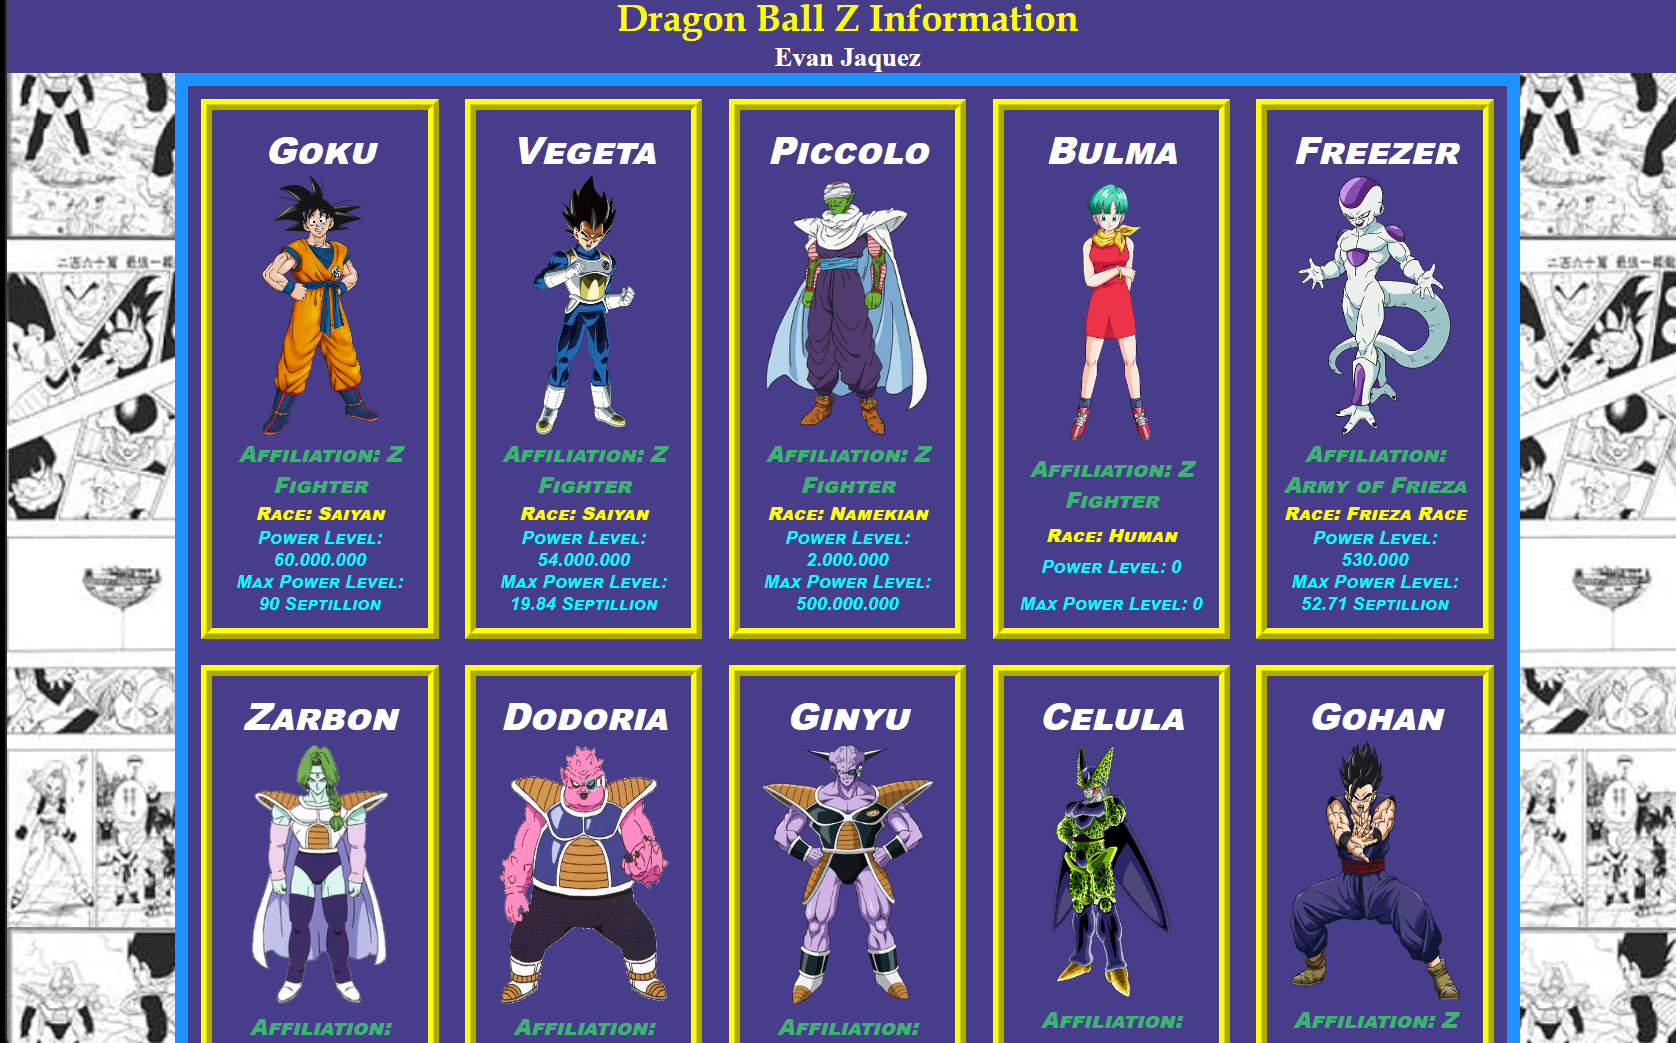 Dragon Ball Z Information
Evan Jaquez
Goku
Affiliation: Z
Fighter
Race: Saiyan
Power Level:
60.000.000
Max Power Level:
90 Septillion
Vegeta
Affiliation: Z
Fighter
Race: Saiyan
Power Level:
54.000.000
Max Power Level:
19.84 Septillion
Piccolo
Affiliation: Z
Fighter
Race: Namekian
Power Level:
2.000.000
Max Power Level:
500.000.000
Bulma
Affiliation: Z
Fighter
Race: Human
Power Level: 0
Max Power Level: 0
Freezer
Affiliation:
Army of Frieza
Race: Frieza Race
Power Level:
530.000
Max Power Level:
52.71 Septillion
Zarbon
Affiliation:
Dodoria
Affiliation:
Ginyu
Affiliation:
Celula
Affiliation:
Gohan
Affiliation: Z